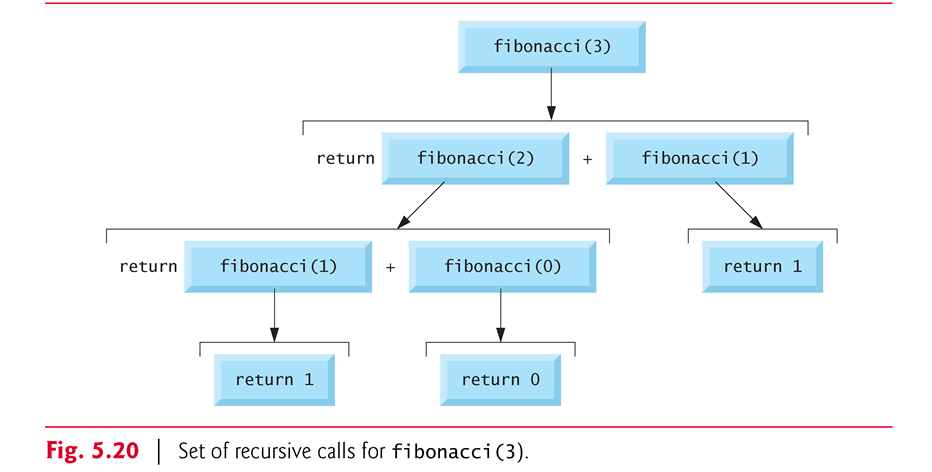 fibonacci(3)
return fibonacci(2) + fibonacci(1)
return fibonacci(1) + fibonacci(0)
return 1
return 1
return 0
Fig. 5.20 | Set of recursive calls for fibonacci(3).